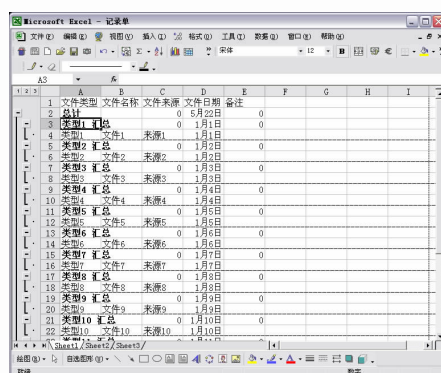 Microsoft Excel - 记录单
文件(F) 编辑(E) 视图(V) 插入(I) 格式(O) 工具(T) 数据(D) 窗口(W) 帮助(H)
宋体 12 B
A3 fx
1 2 3 A B C D E F G H I
1 文件类型 文件名称 文件来源 文件日期 备注
2 总计 0 5月22日 0
3 类型1 汇总 0 1月1日 0
4 类型1 文件1 来源1 1月1日
5 类型2 汇总 0 1月2日 0
6 类型2 文件2 来源2 1月2日
7 类型3 汇总 0 1月3日 0
8 类型3 文件3 来源3 1月3日
9 类型4 汇总 0 1月4日 0
10 类型4 文件4 来源4 1月4日
11 类型5 汇总 0 1月5日 0
12 类型5 文件5 来源5 1月5日
13 类型6 汇总 0 1月6日 0
14 类型6 文件6 来源6 1月6日
15 类型7 汇总 0 1月7日 0
16 类型7 文件7 来源7 1月7日
17 类型8 汇总 0 1月8日 0
18 类型8 文件8 来源8 1月8日
19 类型9 汇总 0 1月9日 0
20 类型9 文件9 来源9 1月9日
21 类型10 汇总 0 1月10日 0
22 类型10 文件10 来源10 1月10日
Sheet1 / Sheet2 / Sheet3
绘图(R) 自选图形(U)